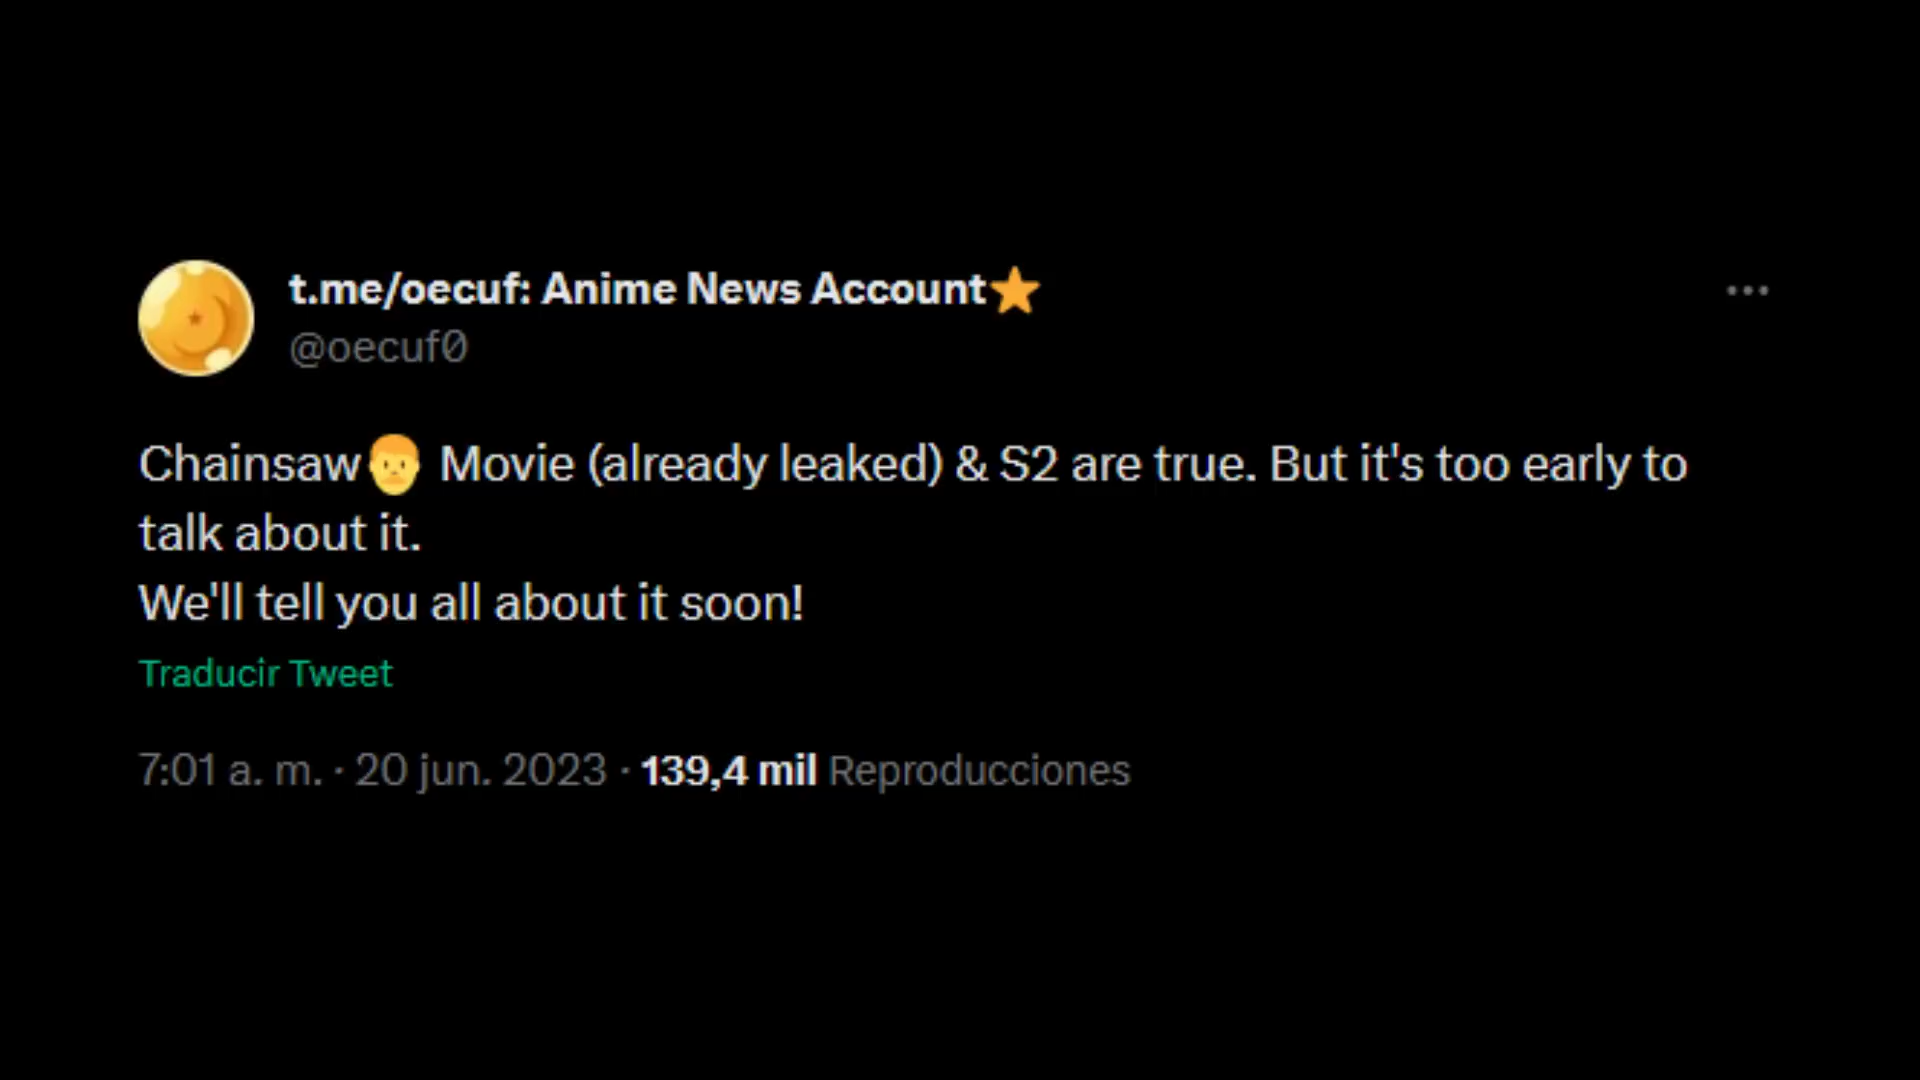 t.me/oecuf: Anime News Account⭐
@oecuf0
Chainsaw👨 Movie (already leaked) & S2 are true. But it's too early to
talk about it.
We'll tell you all about it soon!
Traducir Tweet
7:01 a. m. · 20 jun. 2023 · 139,4 mil Reproducciones